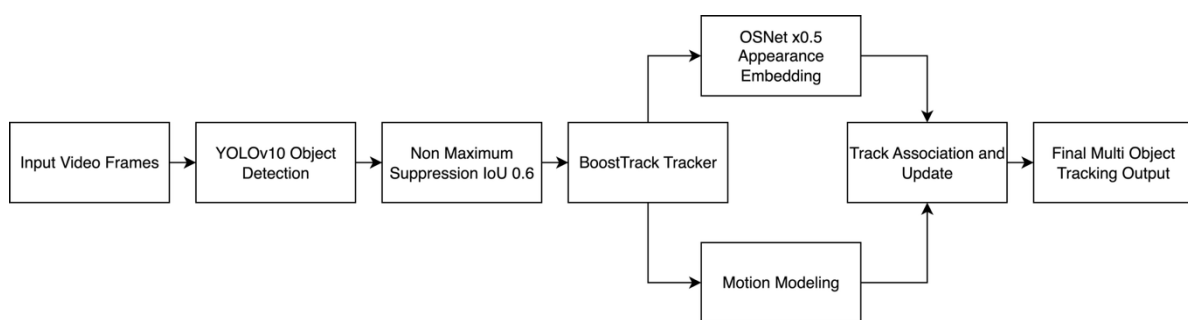 Input Video Frames
YOLOv10 Object
Detection
Non Maximum
Suppression IoU 0.6
BoostTrack Tracker
OSNet x0.5
Appearance
Embedding
Motion Modeling
Track Association and
Update
Final Multi Object
Tracking Output